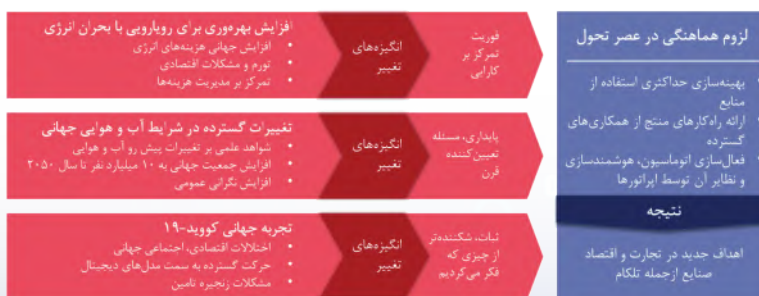 افزایش بهره‌وری برای رویارویی با بحران انرژی
• افزایش جهانی هزینه‌های انرژی
• تورم و مشکلات اقتصادی
• تمرکز بر مدیریت هزینه‌ها
انگیزه‌های
تغییر
فوریت
تمرکز بر
کارایی
تغییرات گسترده در شرایط آب و هوایی جهانی
• شواهد علمی بر تغییرات پیش رو آب و هوایی
• افزایش جمعیت جهانی به ۱۰ میلیارد نفر تا سال ۲۰۵۰
• افزایش نگرانی عمومی
انگیزه‌های
تغییر
پایداری، مسئله
تعیین‌کننده
قرن
تجربه جهانی کووید-۱۹
• اختلالات اقتصادی، اجتماعی جهانی
• حرکت گسترده به سمت مدل‌های دیجیتال
• مشکلات زنجیره تامین
انگیزه‌های
تغییر
ثبات، شکننده‌تر
از چیزی که
فکر می‌کردیم
لزوم هماهنگی در عصر تحول
• بهینه‌سازی حداکثری استفاده از
منابع
• ارائه راه‌کارهای منتج از همکاری‌های
گسترده
• فعال‌سازی اتوماسیون، هوشمندسازی
و نظایر آن توسط اپراتورها
نتیجه
اهداف جدید در تجارت و اقتصاد
صنایع ازجمله تلکام